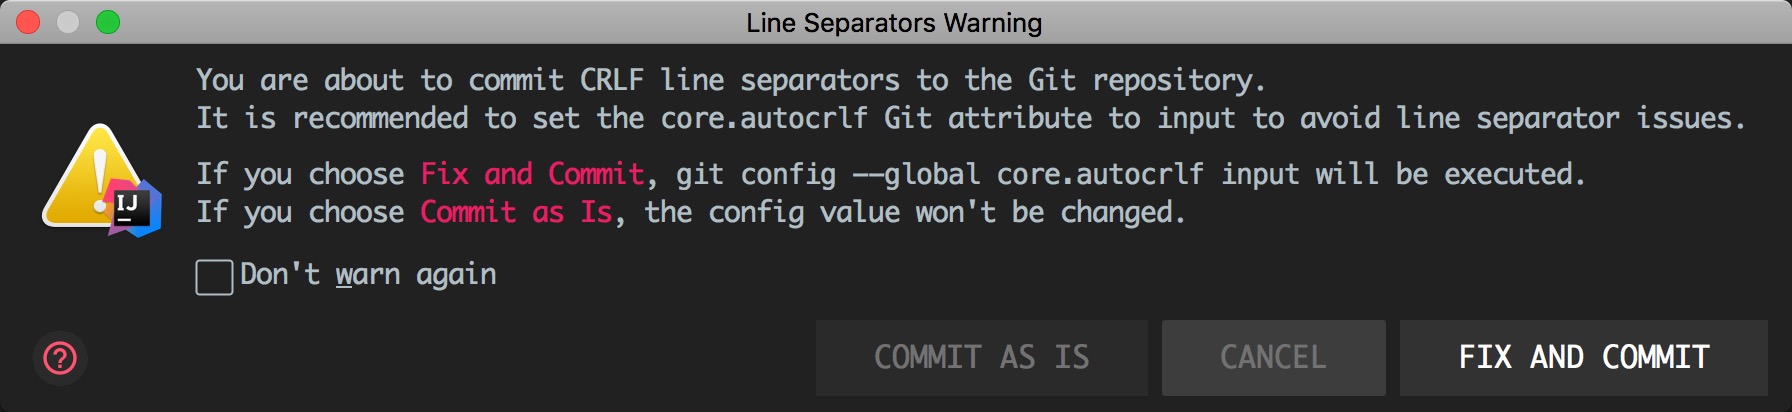 Line Separators Warning
You are about to commit CRLF line separators to the Git repository.
It is recommended to set the core.autocrlf Git attribute to input to avoid line separator issues.
If you choose Fix and Commit, git config --global core.autocrlf input will be executed.
If you choose Commit as Is, the config value won't be changed.
IJ
Don't warn again
?
COMMIT AS IS
CANCEL
FIX AND COMMIT